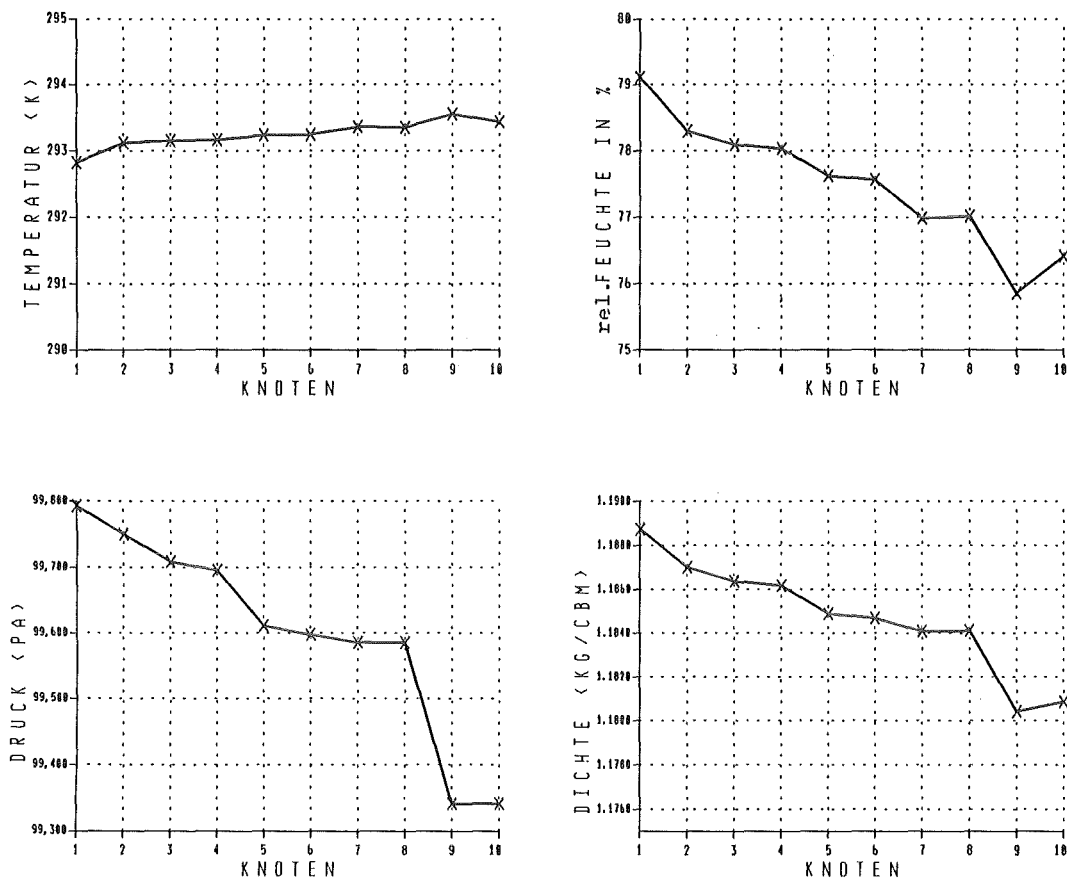 295
294
293
292
291
290
TEMPERATUR <K>
1 2 3 4 5 6 7 8 9 10
KNOTEN
80
79
78
77
76
75
rel.FEUCHTE IN %
1 2 3 4 5 6 7 8 9 10
KNOTEN
99,800
99,700
99,600
99,500
99,400
99,300
DRUCK <PA>
1 2 3 4 5 6 7 8 9 10
KNOTEN
1.1900
1.1880
1.1860
1.1840
1.1820
1.1800
1.1780
1.1760
DICHTE <KG/CBM>
1 2 3 4 5 6 7 8 9 10
KNOTEN